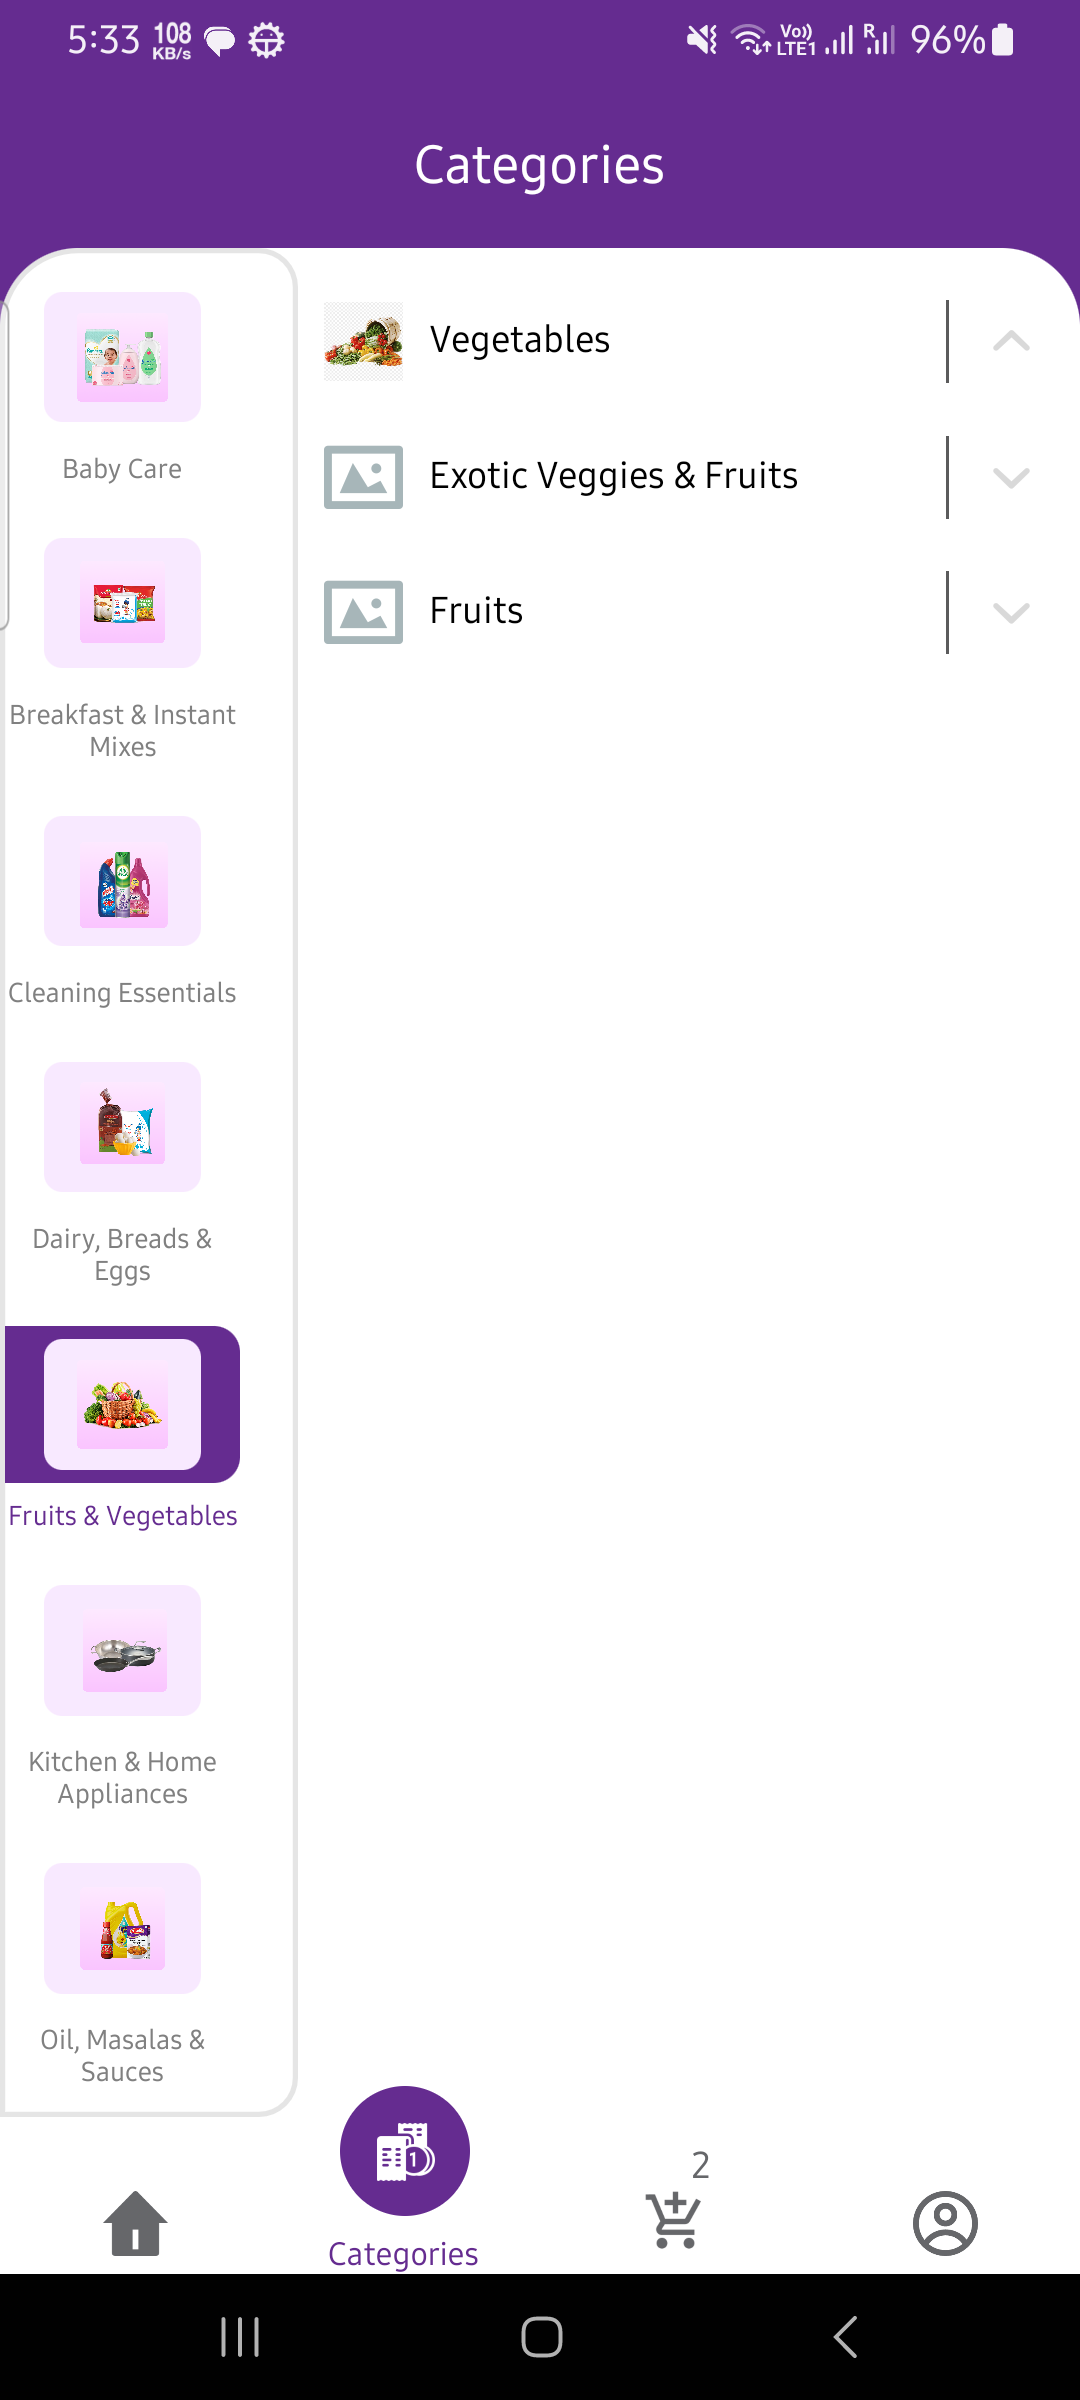 5:33 108 KB/s Vo)) LTE1 R 96%
Categories
Baby Care
Breakfast & Instant
Mixes
Cleaning Essentials
Dairy, Breads &
Eggs
Fruits & Vegetables
Kitchen & Home
Appliances
Oil, Masalas &
Sauces
Vegetables
Exotic Veggies & Fruits
Fruits
1
Categories
2